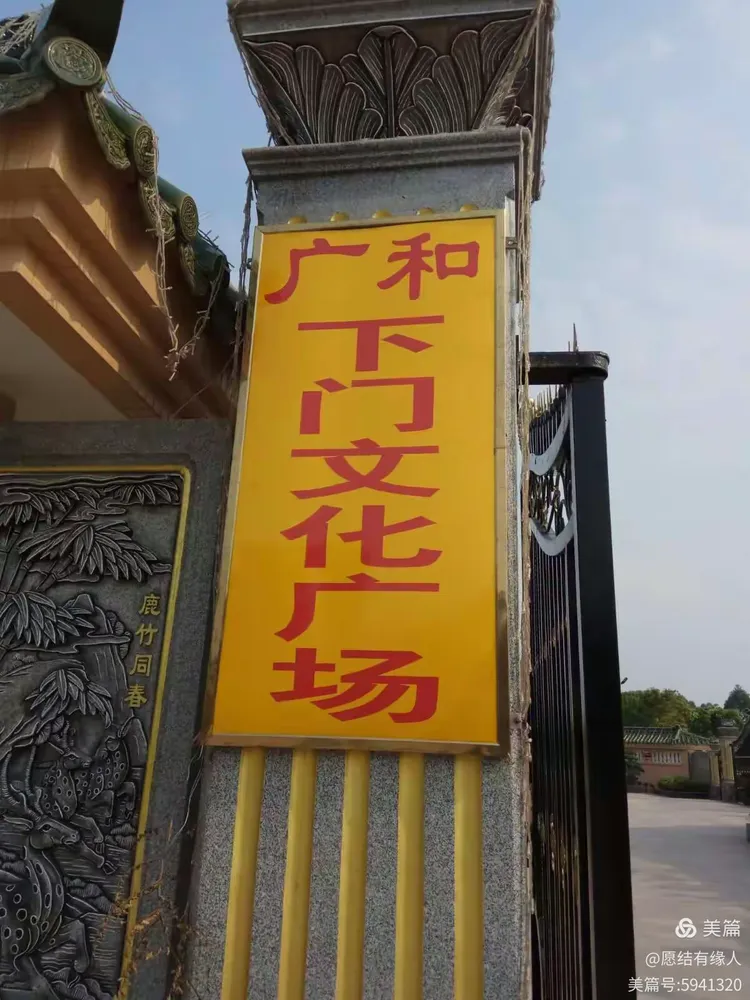 广和
下门文化广场
鹿竹同春
美篇
@愿结有缘人
美篇号:5941320